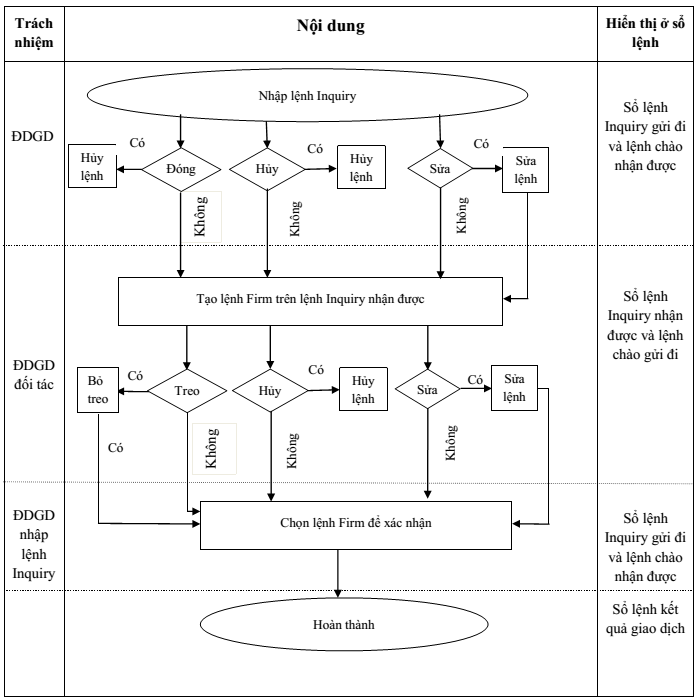 Trách
nhiệm
Nội dung
Hiển thị ở sổ
lệnh
ĐDGD
Nhập lệnh Inquiry
Sổ lệnh
Inquiry gửi đi
và lệnh chào
nhận được
Hủy
lệnh
Có
Đóng
Hủy
Có
Hủy
lệnh
Sửa
Có
Sửa
lệnh
Không
Không
Không
Tạo lệnh Firm trên lệnh Inquiry nhận được
Sổ lệnh
Inquiry nhận
được và lệnh
chào gửi đi
ĐDGD
đối tác
Bỏ
treo
Có
Treo
Hủy
Có
Hủy
lệnh
Sửa
Có
Sửa
lệnh
Có
Không
Không
Không
ĐDGD
nhập
lệnh
Inquiry
Chọn lệnh Firm để xác nhận
Sổ lệnh
Inquiry gửi đi
và lệnh chào
nhận được
Hoàn thành
Sổ lệnh kết
quả giao dịch